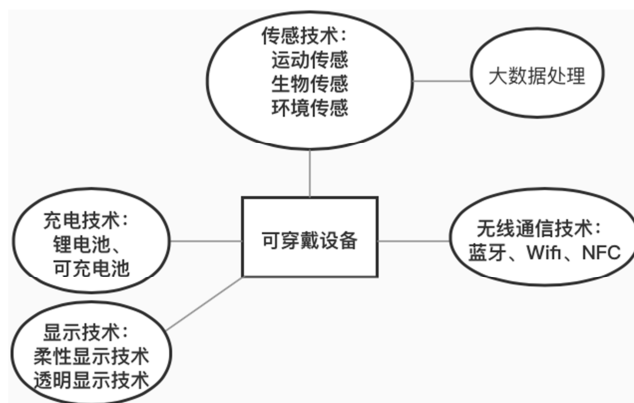 传感技术：
运动传感
生物传感
环境传感
大数据处理
充电技术：
锂电池、
可充电池
可穿戴设备
无线通信技术：
蓝牙、Wifi、NFC
显示技术：
柔性显示技术
透明显示技术